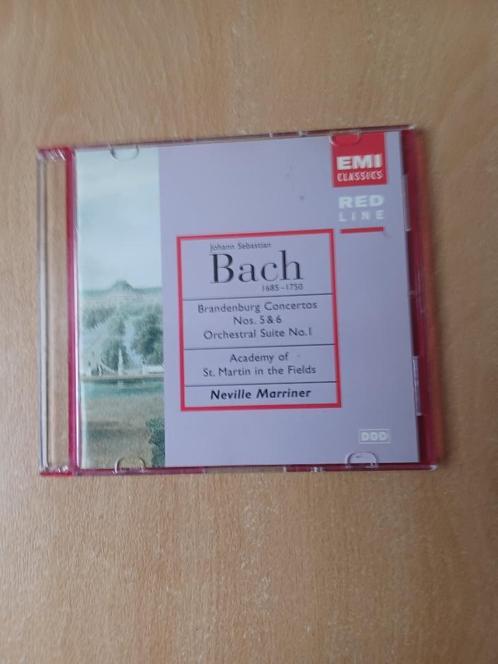 EMI
CLASSICS
RED
LINE
Johann Sebastian
Bach
1685-1750
Brandenburg Concertos
Nos. 5 & 6
Orchestral Suite No. 1
Academy of
St. Martin in the Fields
Neville Marriner
DDD